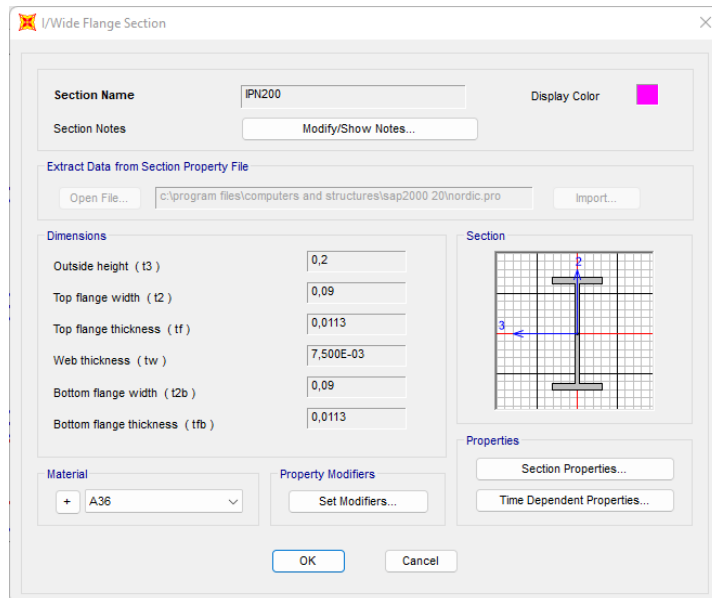 I/Wide Flange Section
Section Name IPN200 Display Color
Section Notes Modify/Show Notes...
Extract Data from Section Property File
Open File... c:\program files\computers and structures\sap2000 20\nordic.pro Import...
Dimensions
Outside height ( t3 ) 0,2
Top flange width ( t2 ) 0,09
Top flange thickness ( tf ) 0,0113
Web thickness ( tw ) 7,500E-03
Bottom flange width ( t2b ) 0,09
Bottom flange thickness ( tfb ) 0,0113
Section
2
3
Material
+ A36
Property Modifiers
Set Modifiers...
Properties
Section Properties...
Time Dependent Properties...
OK Cancel